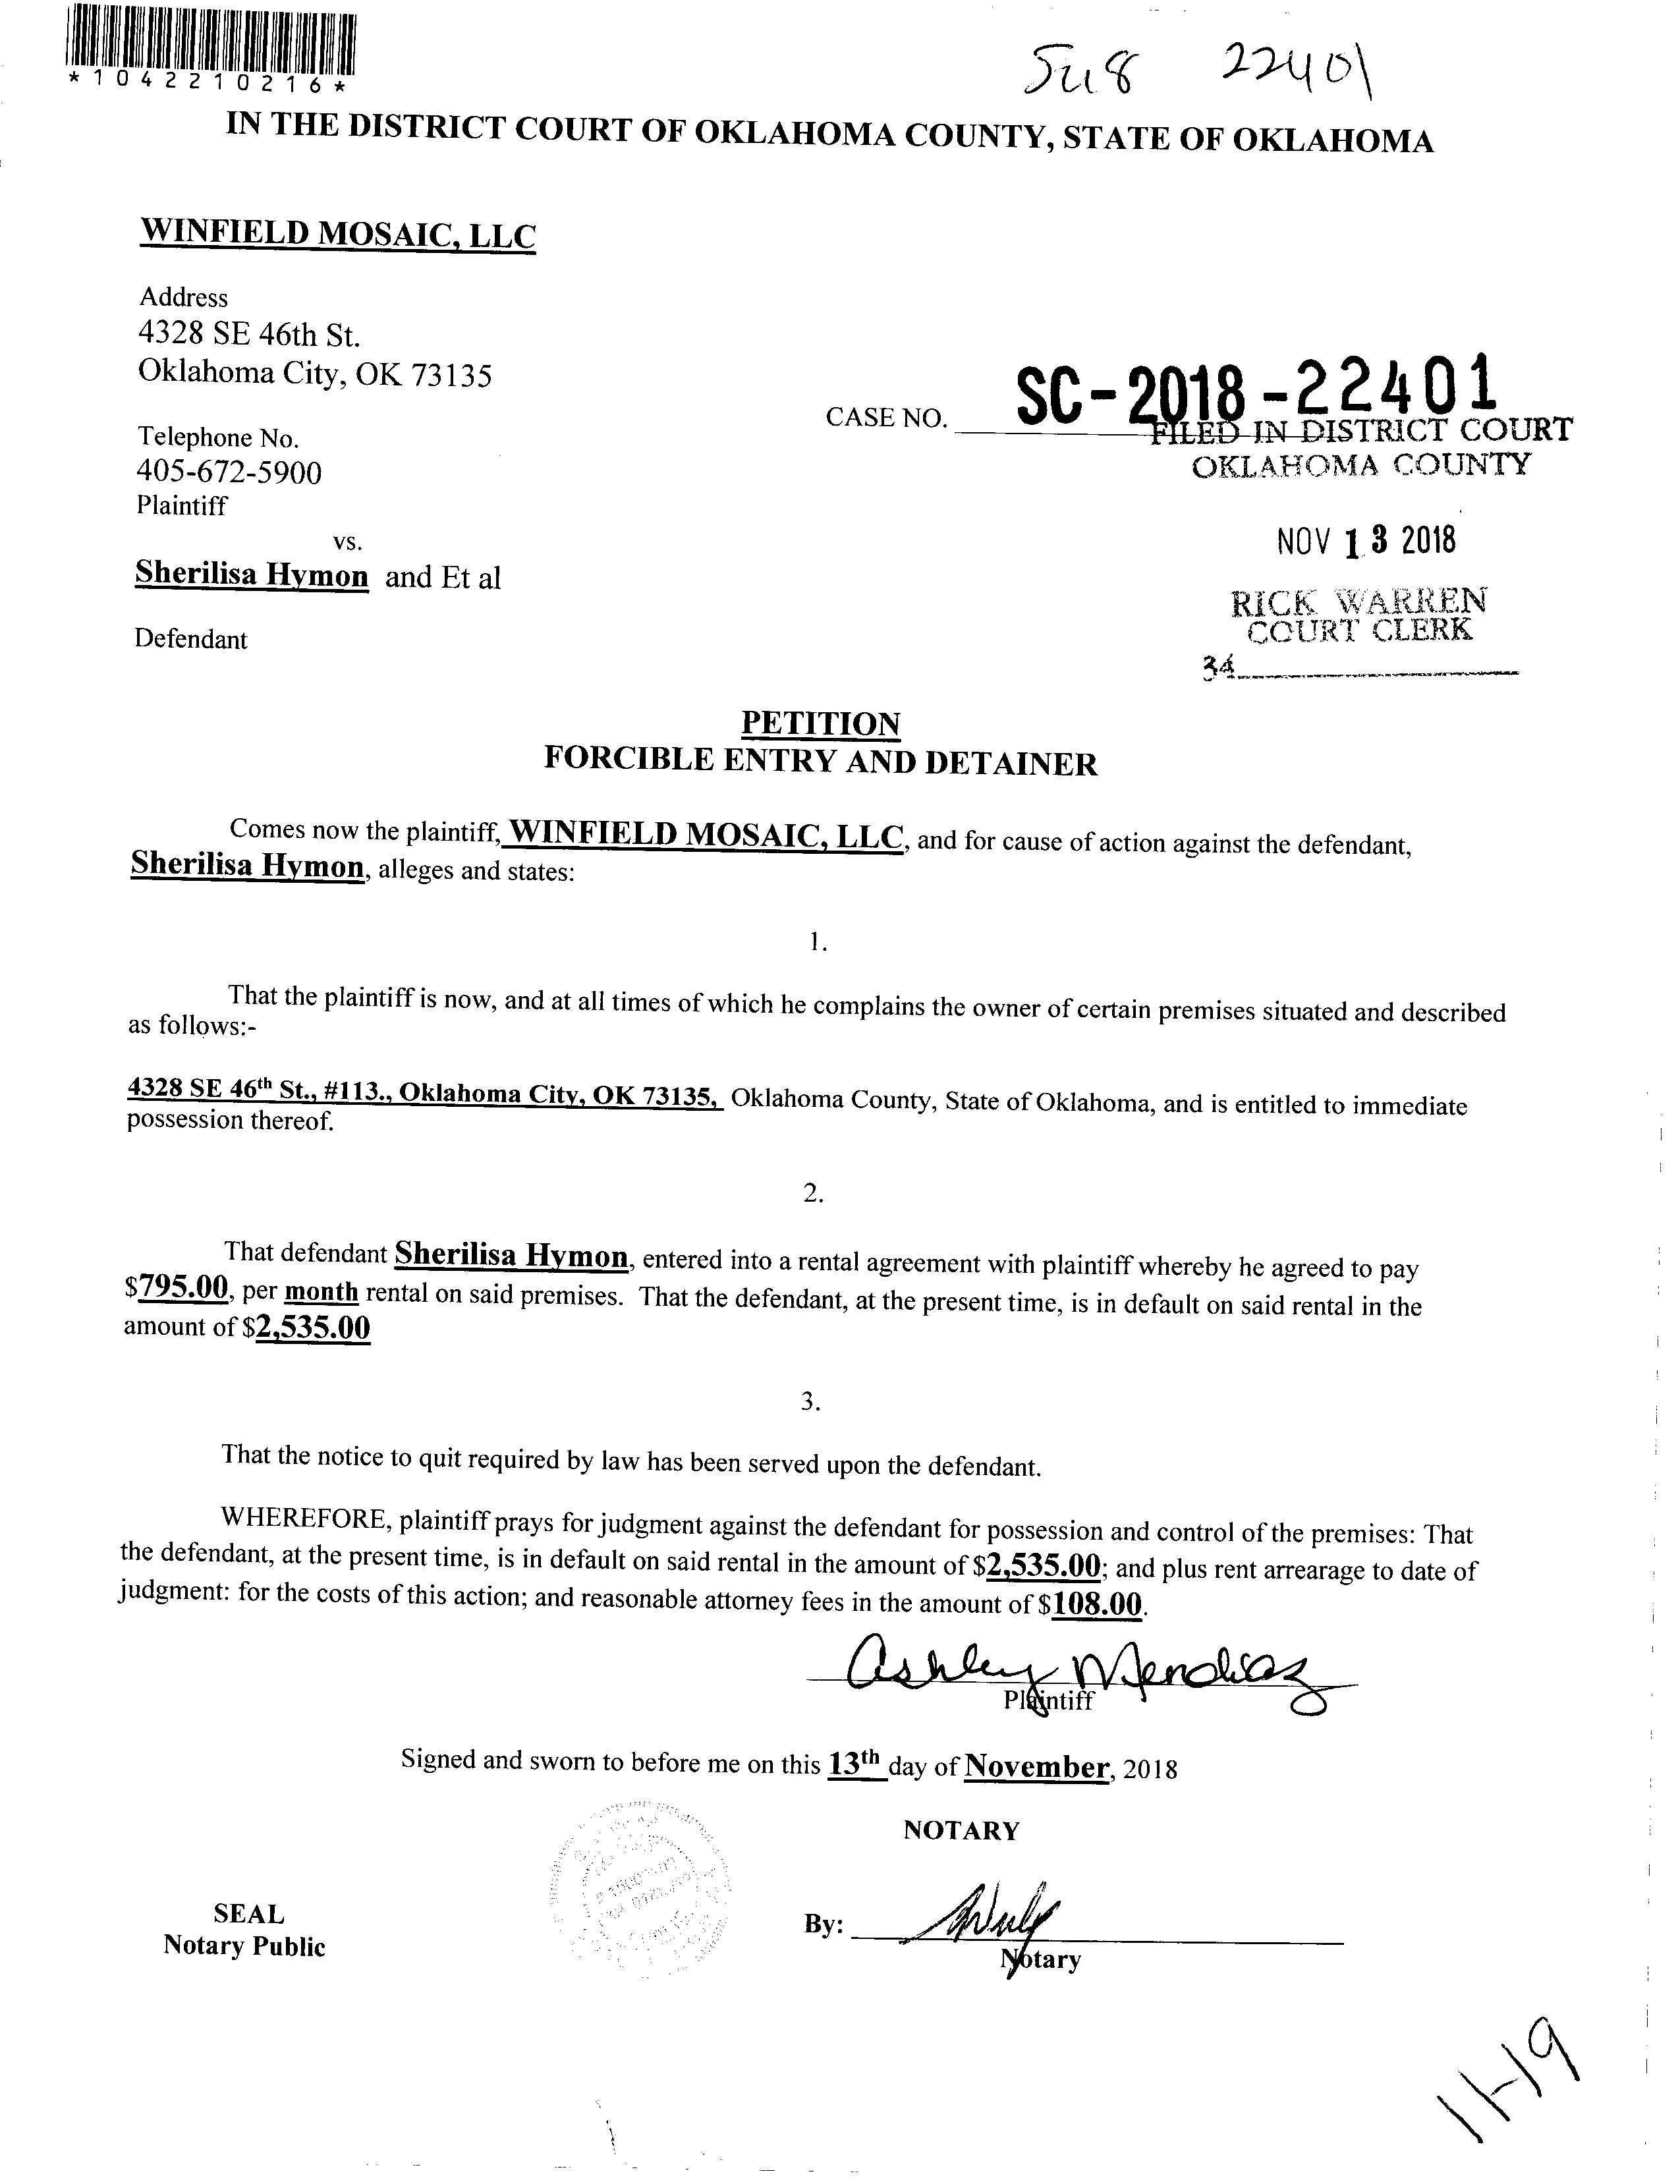 *1042210216*
22401
IN THE DISTRICT COURT OF OKLAHOMA COUNTY, STATE OF OKLAHOMA
WINFIELD MOSAIC, LLC
Address
4328 SE 46th St.
Oklahoma City, OK 73135
CASE NO. SC-2018-22401
FILED IN DISTRICT COURT
OKLAHOMA COUNTY
Telephone No.
405-672-5900
Plaintiff
NOV 13 2018
vs.
Sherilisa Hymon and Et al
RICK WARREN
COURT CLERK
Defendant
34
PETITION
FORCIBLE ENTRY AND DETAINER
Comes now the plaintiff, WINFIELD MOSAIC, LLC, and for cause of action against the defendant,
Sherilisa Hymon, alleges and states:
1.
That the plaintiff is now, and at all times of which he complains the owner of certain premises situated and described
as follows:-
4328 SE 46th St., #113., Oklahoma City, OK 73135, Oklahoma County, State of Oklahoma, and is entitled to immediate
possession thereof.
2.
That defendant Sherilisa Hymon, entered into a rental agreement with plaintiff whereby he agreed to pay
$795.00, per month rental on said premises. That the defendant, at the present time, is in default on said rental in the
amount of $2,535.00
3.
That the notice to quit required by law has been served upon the defendant.
WHEREFORE, plaintiff prays for judgment against the defendant for possession and control of the premises: That
the defendant, at the present time, is in default on said rental in the amount of $2,535.00; and plus rent arrearage to date of
judgment: for the costs of this action; and reasonable attorney fees in the amount of $108.00.
Ashley
Plaintiff
Signed and sworn to before me on this 13th day of November, 2018
NOTARY
SEAL
Notary Public
By:
Notary
11-19